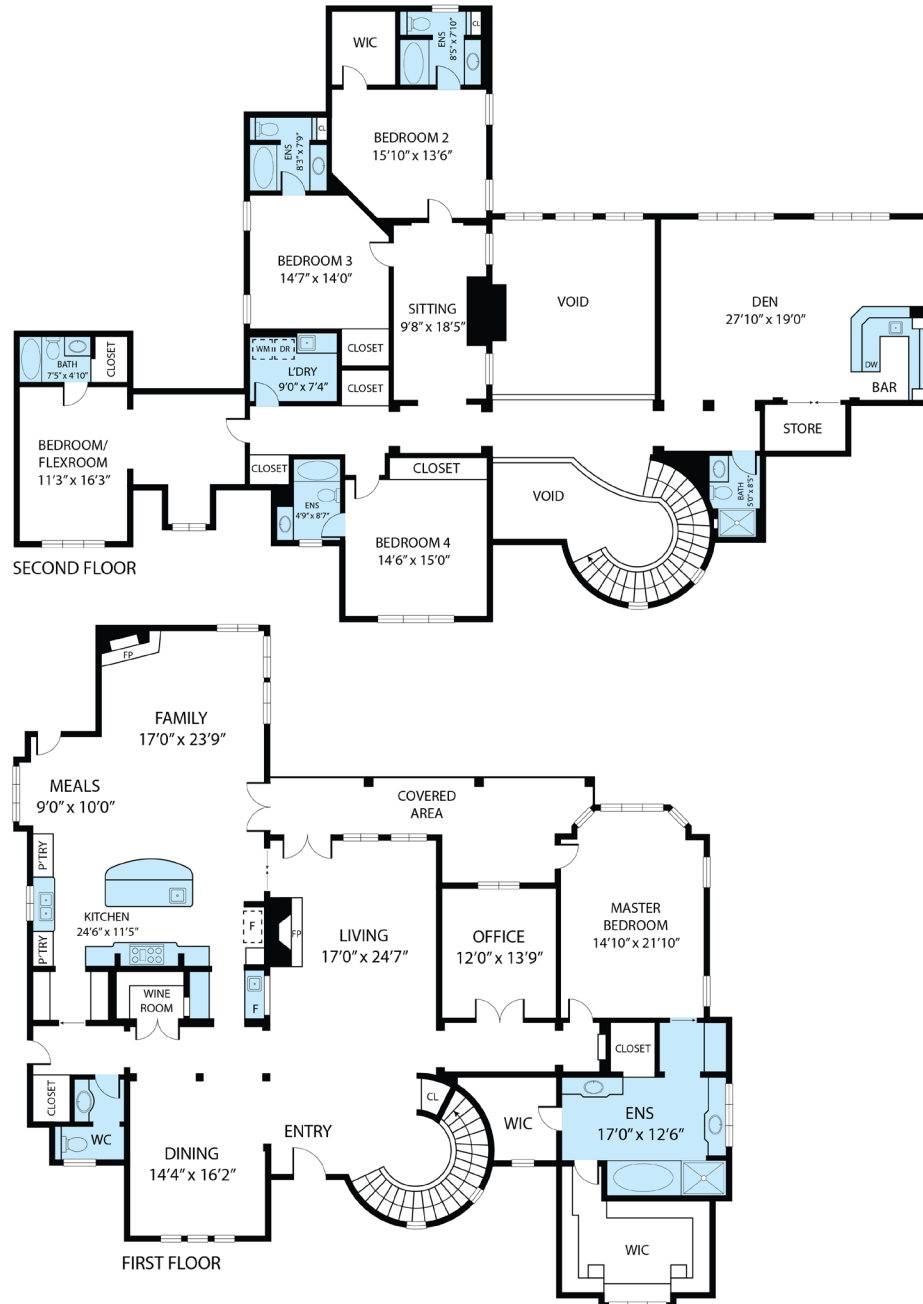 WIC
ENS
8'5" x 7'10"
CL
BEDROOM 2
15'10" x 13'6"
ENS
8'3" x 7'9"
CL
BEDROOM 3
14'7" x 14'0"
SITTING
9'8" x 18'5"
VOID
DEN
27'10" x 19'0"
DW
BAR
STORE
BATH
7'5" x 4'10"
CLOSET
WM
DR
L'DRY
9'0" x 7'4"
CLOSET
CLOSET
BEDROOM/
FLEXROOM
11'3" x 16'3"
CLOSET
ENS
4'9" x 8'7"
CLOSET
BEDROOM 4
14'6" x 15'0"
VOID
BATH
5'0" x 8'5"
SECOND FLOOR
FP
FAMILY
17'0" x 23'9"
MEALS
9'0" x 10'0"
COVERED
AREA
P'TRY
P'TRY
KITCHEN
24'6" x 11'5"
F
FP
LIVING
17'0" x 24'7"
OFFICE
12'0" x 13'9"
MASTER
BEDROOM
14'10" x 21'10"
WINE
ROOM
F
CLOSET
CLOSET
WC
DINING
14'4" x 16'2"
ENTRY
CL
WIC
ENS
17'0" x 12'6"
WIC
FIRST FLOOR